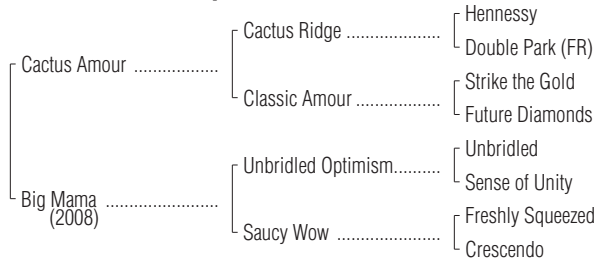 Hennessy
Cactus Ridge ..................
Double Park (FR)
Cactus Amour ..................
Strike the Gold
Classic Amour ................
Future Diamonds
Unbridled
Unbridled Optimism..........
Sense of Unity
Big Mama ........................
(2008)
Freshly Squeezed
Saucy Wow ....................
Crescendo